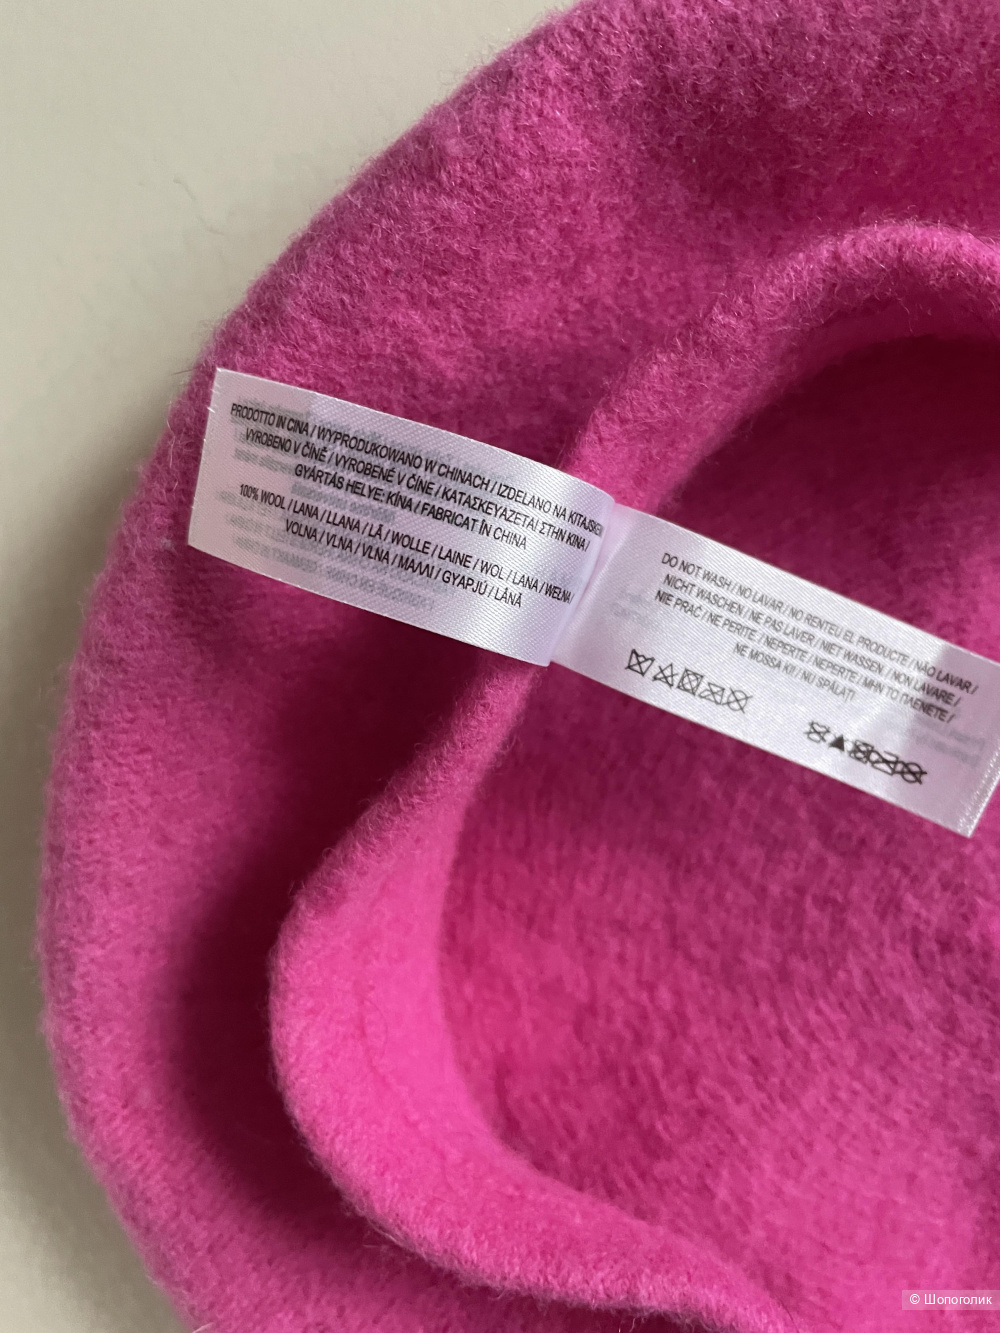 PRODOTTO IN CINA / WYPRODUKOWANO W CHINACH / IZDELANO NA KITAJSKEM
VYROBENO V ČÍNĚ / VYROBENÉ V ČÍNE / ΚΑΤΑΣΚΕΥΑΖΕΤΑΙ ΣΤΗΝ ΚΙΝΑ /
GYÁRTÁS HELYE: KÍNA / FABRICAT ÎN CHINA
100% WOOL / LANA / LLANA / LÃ / WOLLE / LAINE / WOL / LANA / WEŁNA /
VOLNA / VLNA / VLNA / ΜΑΛΛΙ / GYAPJÚ / LÂNĂ
DO NOT WASH / NO LAVAR / NO RENTEU EL PRODUCTE / NÃO LAVAR /
NICHT WASCHEN / NE PAS LAVER / NIET WASSEN / NON LAVARE /
NIE PRAĆ / NE PERITE / NEPERTE / NEPERTE / ΜΗΝ ΤΟ ΠΛΕΝΕΤΕ /
NE MOSSA KI! / NU SPĂLAȚI
© Шопоголик